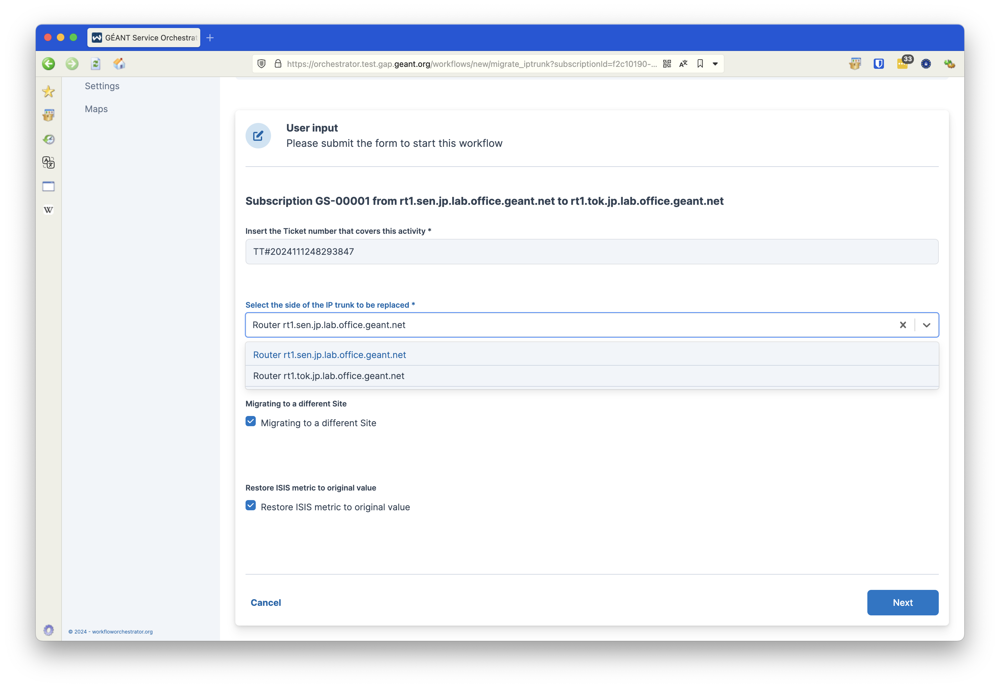 GÉANT Service Orchestrat
https://orchestrator.test.gap.geant.org/workflows/new/migrate_iptrunk?subscriptionId=f2c10190-...
33
Settings
Maps
W
User input
Please submit the form to start this workflow
Subscription GS-00001 from rt1.sen.jp.lab.office.geant.net to rt1.tok.jp.lab.office.geant.net
Insert the Ticket number that covers this activity *
TT#2024111248293847
Select the side of the IP trunk to be replaced *
Router rt1.sen.jp.lab.office.geant.net
Router rt1.sen.jp.lab.office.geant.net
Router rt1.tok.jp.lab.office.geant.net
Migrating to a different Site
Migrating to a different Site
Restore ISIS metric to original value
Restore ISIS metric to original value
Cancel
Next
© 2024 - workfloworchestrator.org